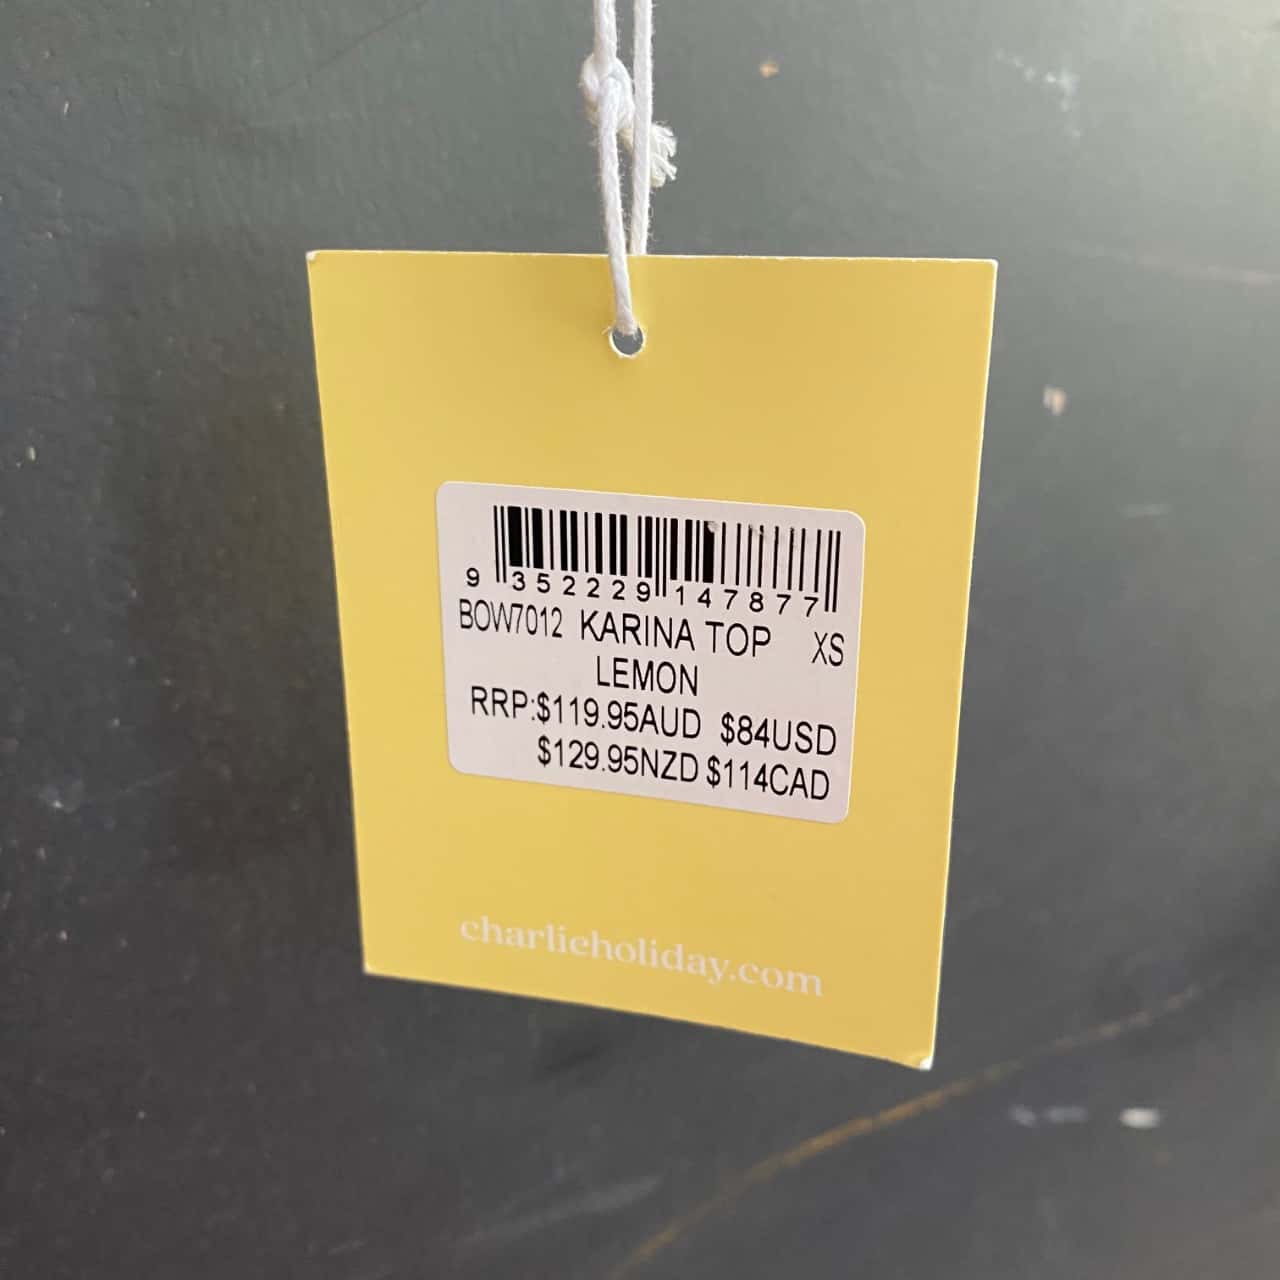 9 352229 147877
BOW7012 KARINA TOP XS
LEMON
RRP:$119.95AUD $84USD
$129.95NZD $114CAD
charlieholiday.com